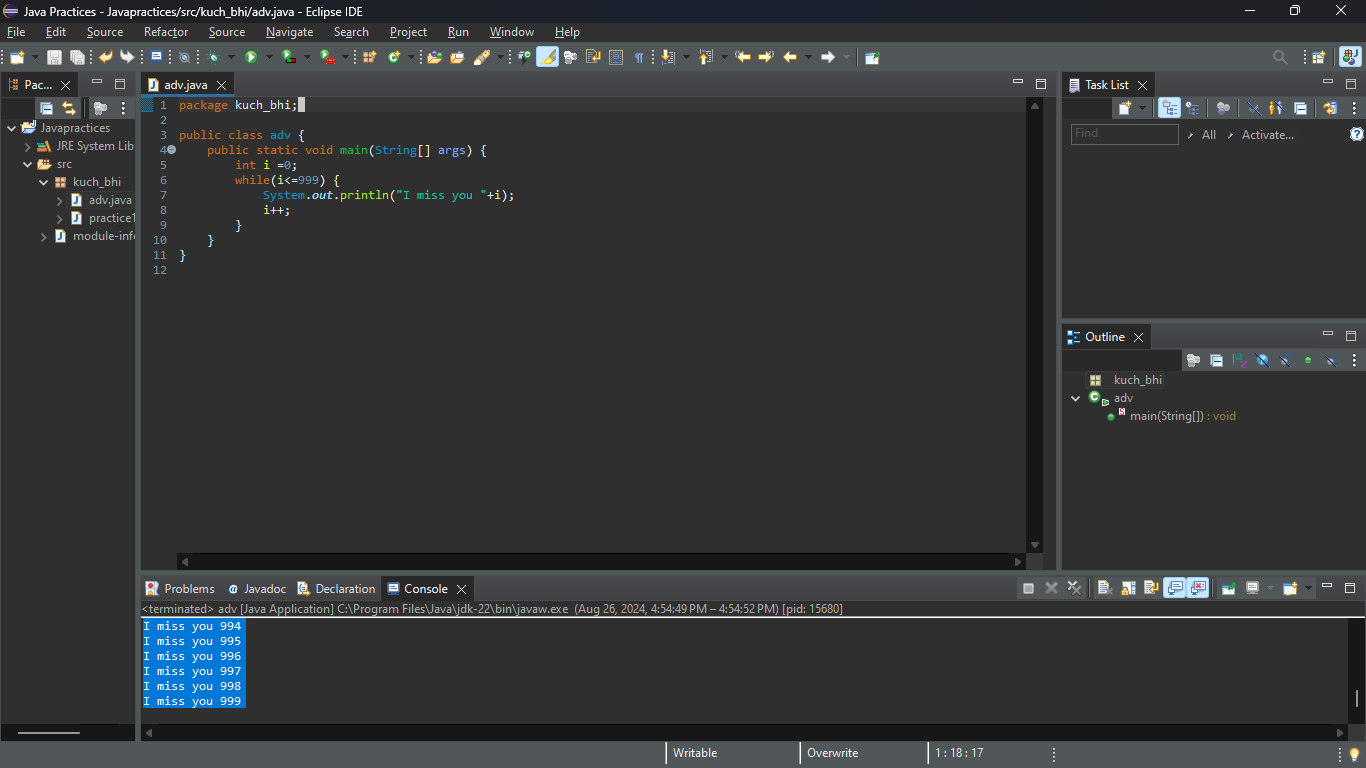 Java Practices - Javapractices/src/kuch_bhi/adv.java - Eclipse IDE
File Edit Source Refactor Source Navigate Search Project Run Window Help
Pac...
Javapractices
JRE System Lib
src
kuch_bhi
adv.java
practice1
module-info
adv.java
1 package kuch_bhi;
2
3 public class adv {
4 public static void main(String[] args) {
5 int i =0;
6 while(i<=999) {
7 System.out.println("I miss you "+i);
8 i++;
9 }
10 }
11 }
12
Task List
Find All Activate...
Outline
kuch_bhi
adv
main(String[]) : void
Problems Javadoc Declaration Console
<terminated> adv [Java Application] C:\Program Files\Java\jdk-22\bin\javaw.exe (Aug 26, 2024, 4:54:49 PM – 4:54:52 PM) [pid: 15680]
I miss you 994
I miss you 995
I miss you 996
I miss you 997
I miss you 998
I miss you 999
Writable Overwrite 1 : 18 : 17